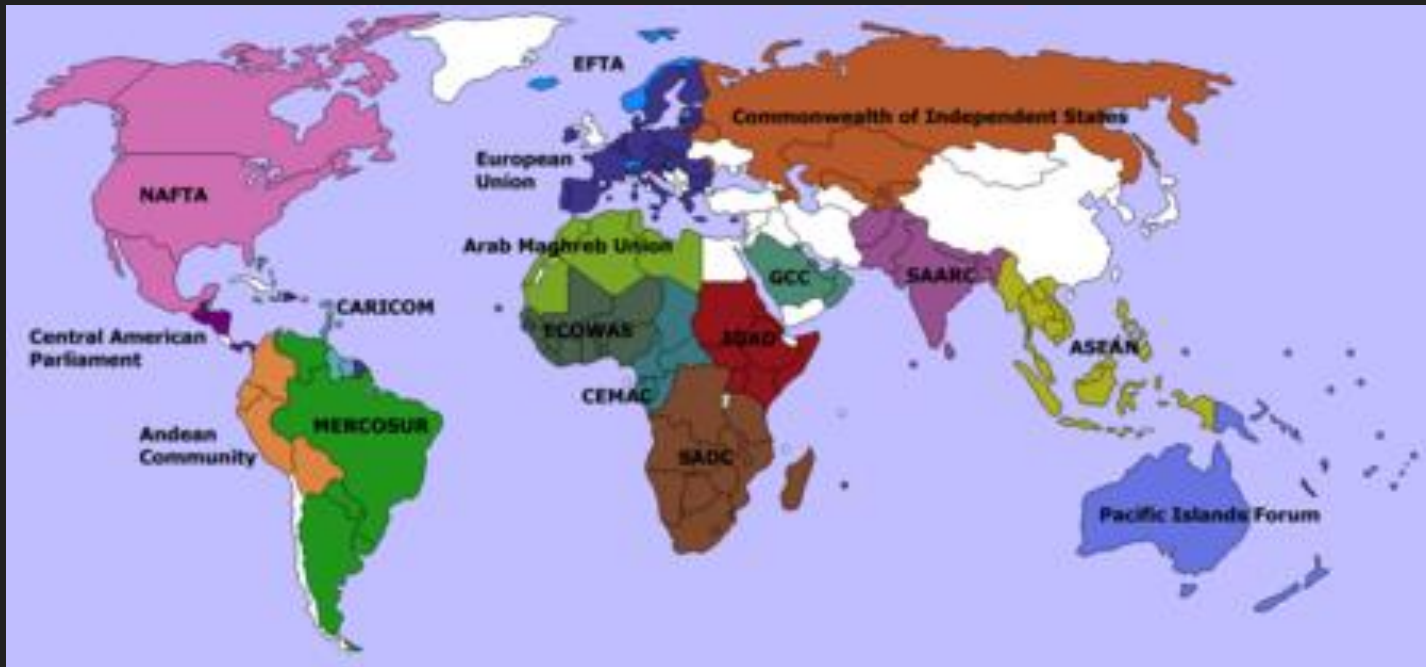 EFTA
Commonwealth of Independent States
European
Union
NAFTA
Arab Maghreb Union
GCC
SAARC
CARICOM
ECOWAS
Central American
Parliament
ASEAN
CEMAC
MERCOSUR
Andean
Community
SADC
Pacific Islands Forum